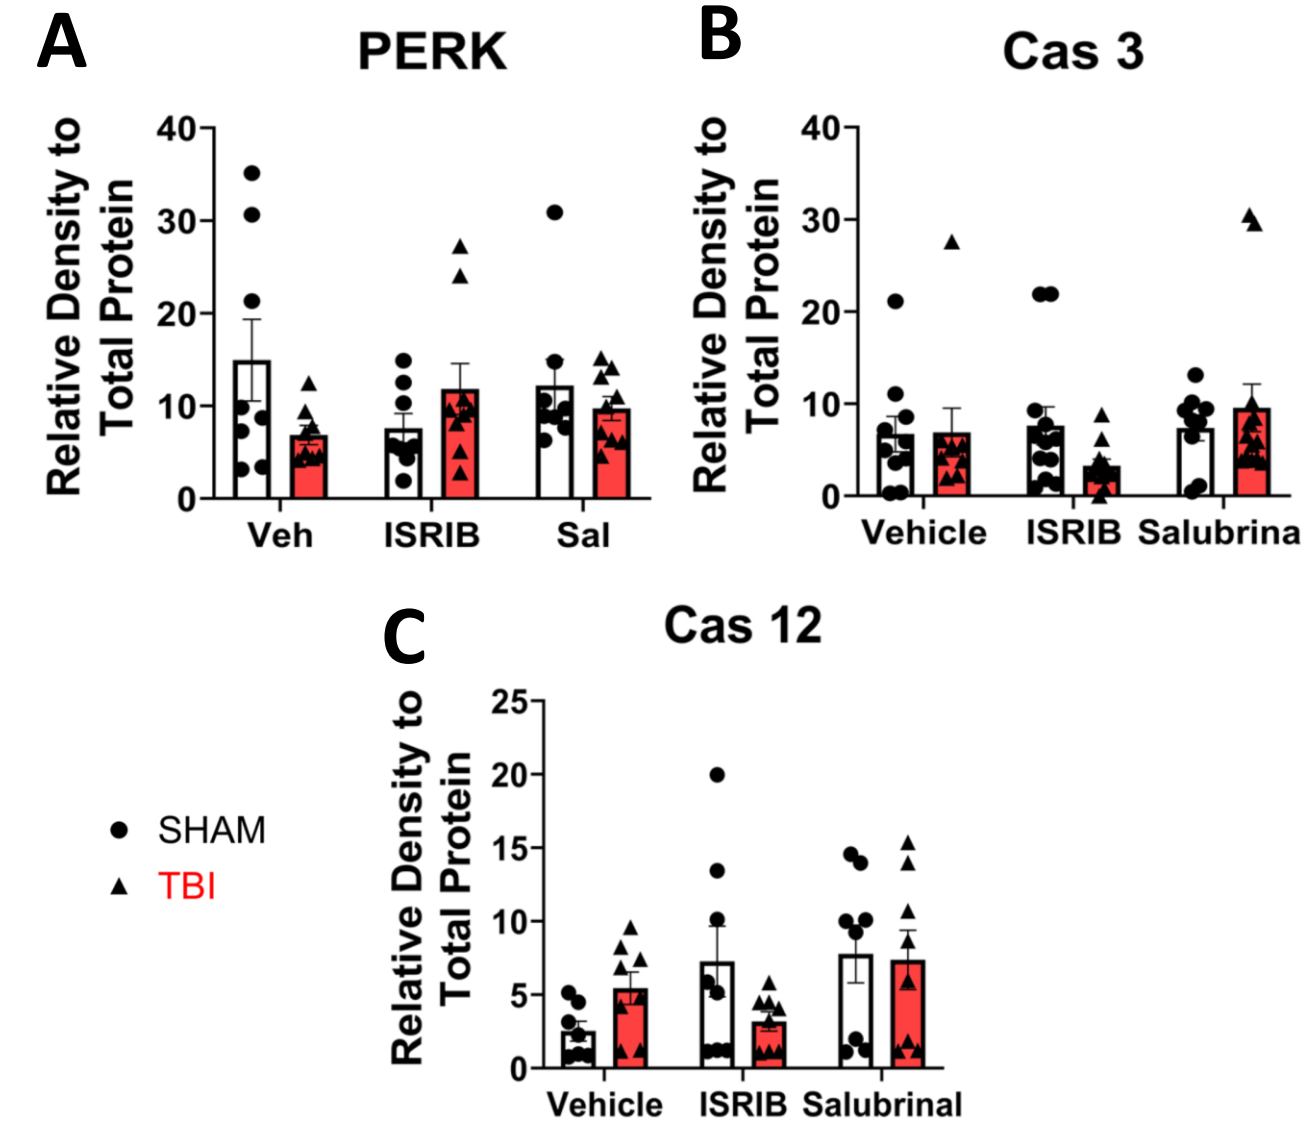 A
PERK
Relative Density to
Total Protein
40
30
20
10
0
Veh ISRIB Sal
B
Cas 3
Relative Density to
Total Protein
40
30
20
10
0
Vehicle ISRIB Salubrina
C
Cas 12
Relative Density to
Total Protein
25
20
15
10
5
0
Vehicle ISRIB Salubrinal
SHAM
TBI